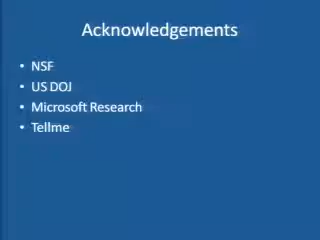 Acknowledgements
• NSF
• US DOJ
• Microsoft Research
• Tellme